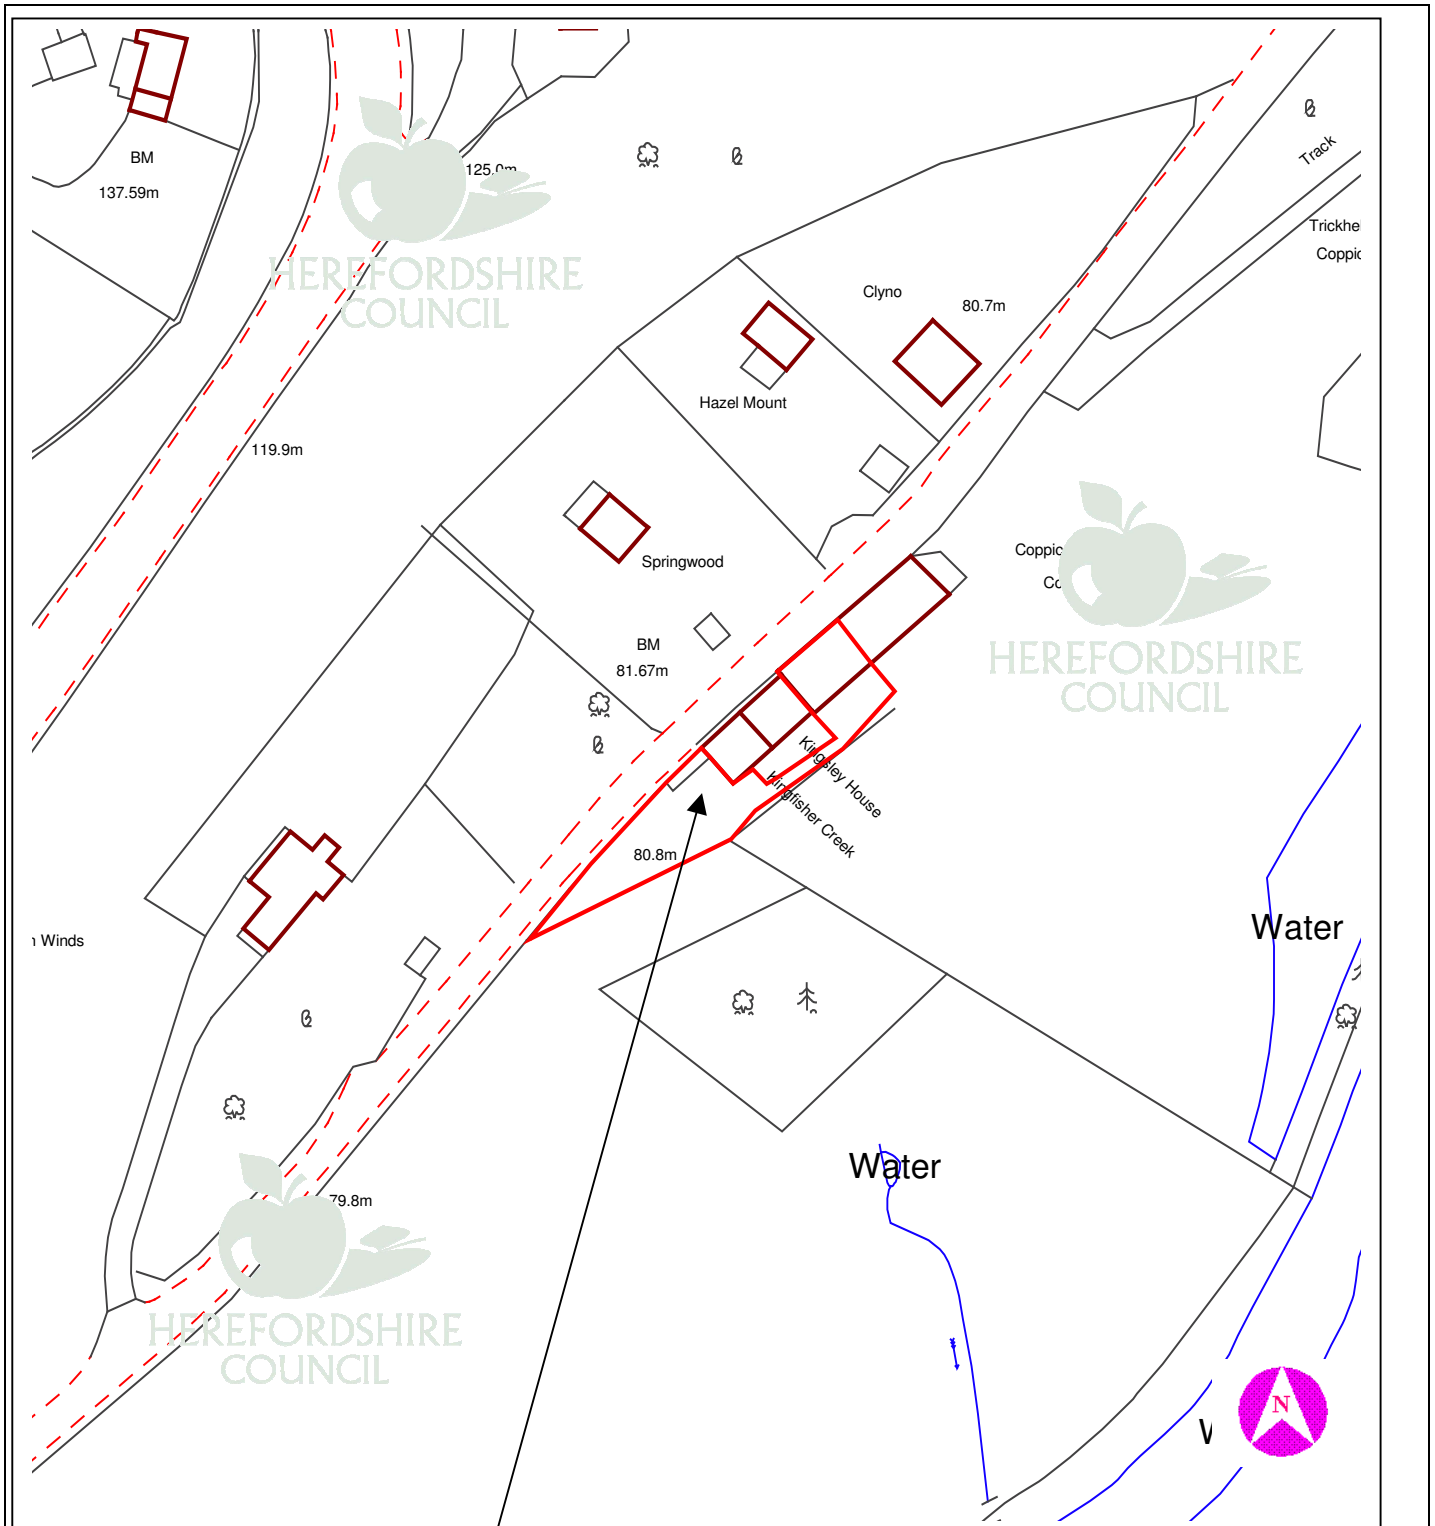 BM
137.59m
125.0m
HEREFORDSHIRE
COUNCIL
Track
Clyno
80.7m
Hazel Mount
119.9m
Springwood
BM
81.67m
HEREFORDSHIRE
COUNCIL
Kingsley House
Kingfisher Creek
80.8m
Winds
Water
Water
79.8m
HEREFORDSHIRE
COUNCIL
N